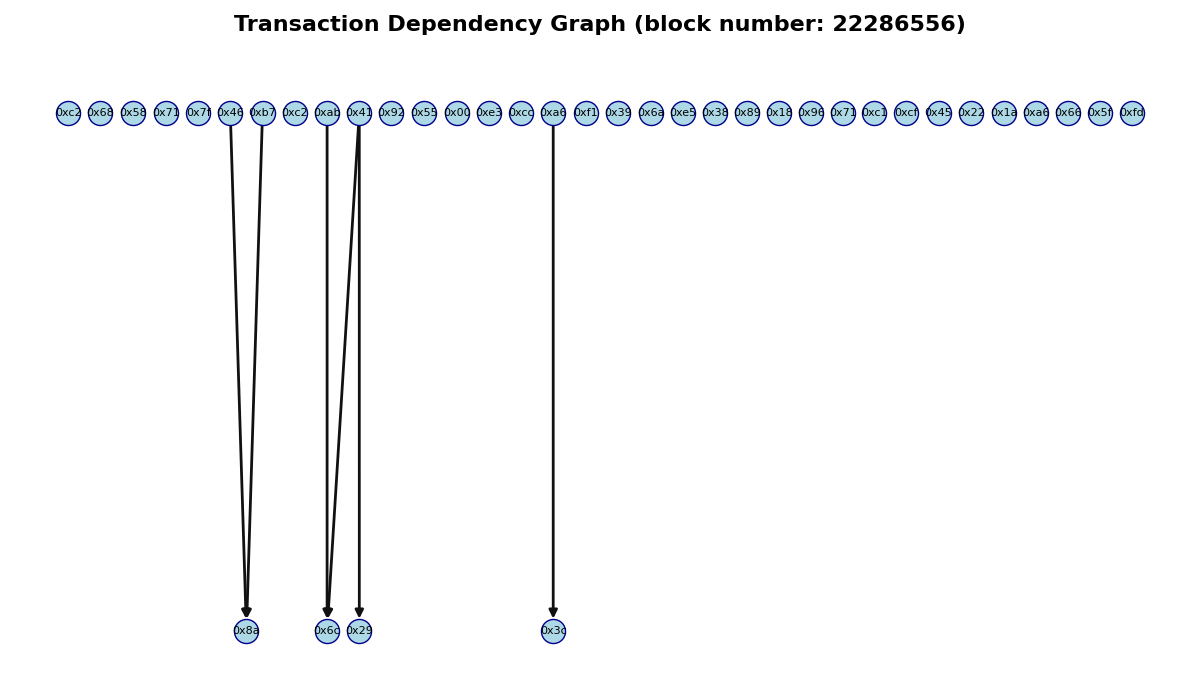 Transaction Dependency Graph (block number: 22286556)
0xc2 0x68 0x58 0x71 0x7f 0x46 0xb7 0xc2 0xab 0x41 0x92 0x55 0x00 0xe3 0xcc 0xa6 0xf1 0x39 0x6a 0xe5 0x38 0x89 0x18 0x96 0x71 0xc1 0xcf 0x45 0x22 0x1a 0xa6 0x66 0x5f 0xfd
0x8a 0x6c 0x29 0x3c